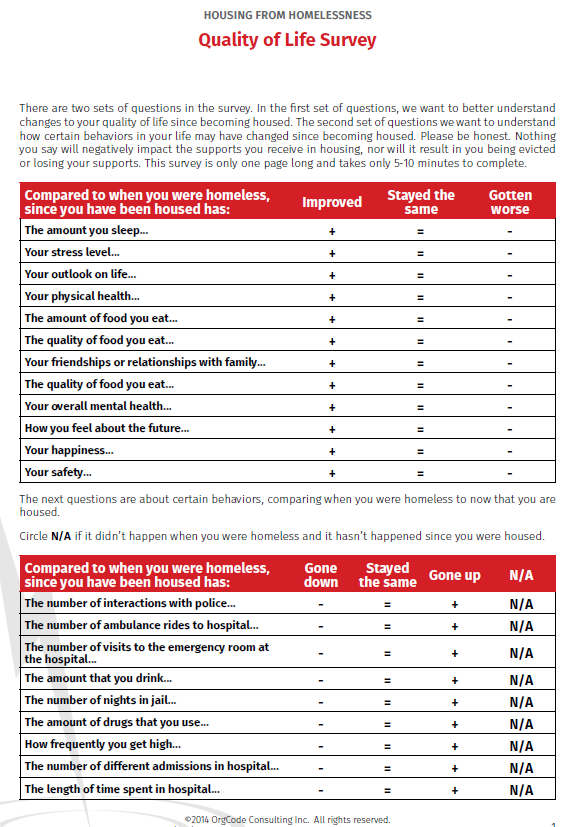 HOUSING FROM HOMELESSNESS
Quality of Life Survey
There are two sets of questions in the survey. In the first set of questions, we want to better understand
changes to your quality of life since becoming housed. The second set of questions we want to understand
how certain behaviors in your life may have changed since becoming housed. Please be honest. Nothing
you say will negatively impact the supports you receive in housing, nor will it result in you being evicted
or losing your supports. This survey is only one page long and takes only 5-10 minutes to complete.
Compared to when you were homeless, since you have been housed has: Improved Stayed the same Gotten worse
The amount you sleep... + = -
Your stress level... + = -
Your outlook on life... + = -
Your physical health... + = -
The amount of food you eat... + = -
The quality of food you eat... + = -
Your friendships or relationships with family... + = -
The quality of food you eat... + = -
Your overall mental health... + = -
How you feel about the future... + = -
Your happiness... + = -
Your safety... + = -
The next questions are about certain behaviors, comparing when you were homeless to now that you are
housed.
Circle N/A if it didn't happen when you were homeless and it hasn't happened since you were housed.
Compared to when you were homeless, since you have been housed has: Gone down Stayed the same Gone up N/A
The number of interactions with police... - = + N/A
The number of ambulance rides to hospital... - = + N/A
The number of visits to the emergency room at the hospital... - = + N/A
The amount that you drink... - = + N/A
The number of nights in jail... - = + N/A
The amount of drugs that you use... - = + N/A
How frequently you get high... - = + N/A
The number of different admissions in hospital... - = + N/A
The length of time spent in hospital... - = + N/A
©2014 OrgCode Consulting Inc. All rights reserved.